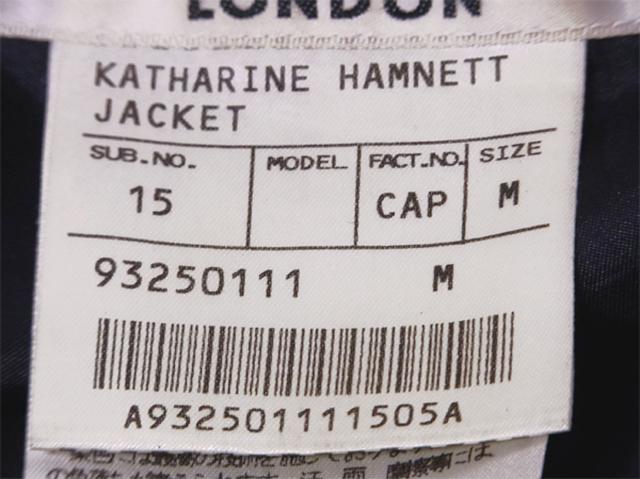 LONDON
KATHARINE HAMNETT
JACKET
SUB.NO. MODEL FACT.NO. SIZE
15 CAP M
93250111 M
A932501111505A